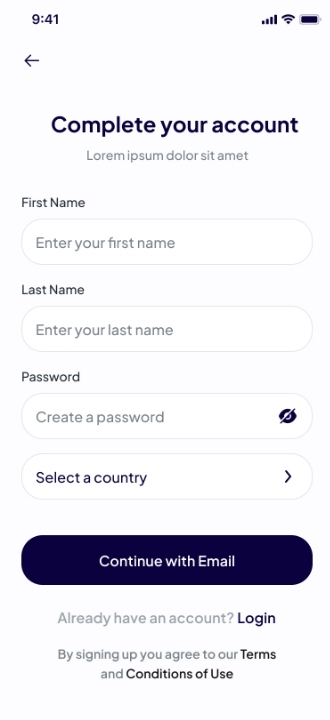 9:41
Complete your account
Lorem ipsum dolor sit amet
First Name
Enter your first name
Last Name
Enter your last name
Password
Create a password
Select a country
Continue with Email
Already have an account? Login
By signing up you agree to our Terms
and Conditions of Use